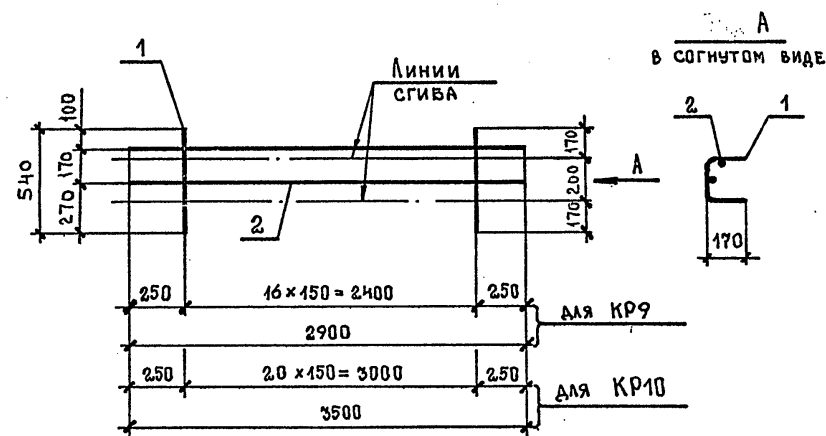 А
В СОГНУТОМ ВИДЕ
1
ЛИНИИ
СГИБА
2
1
100
170
270
540
170
200
170
А
2
170
250
16×150=2400
250
2900
ДЛЯ КР9
250
20×150=3000
250
3500
ДЛЯ КР10